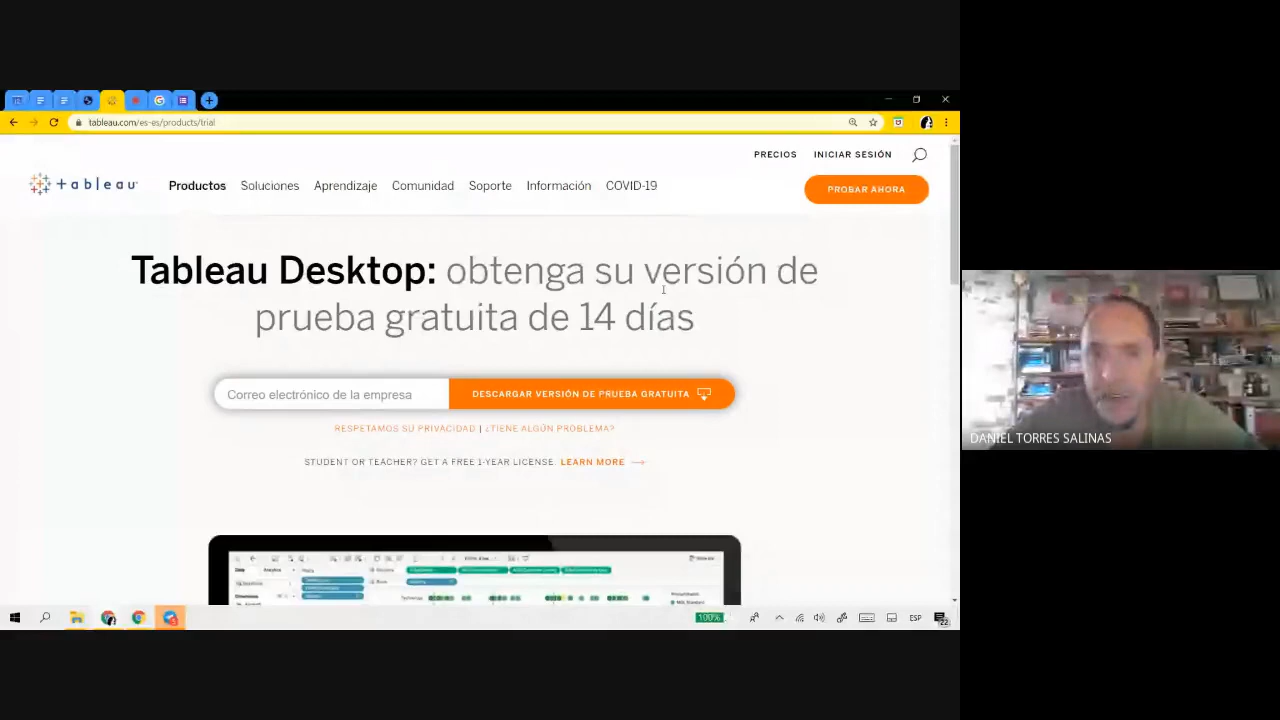 tableau.com/es-es/products/trial
PRECIOS INICIAR SESIÓN
tableau Productos Soluciones Aprendizaje Comunidad Soporte Información COVID-19
PROBAR AHORA
Tableau Desktop: obtenga su versión de
prueba gratuita de 14 días
Correo electrónico de la empresa DESCARGAR VERSIÓN DE PRUEBA GRATUITA
RESPETAMOS SU PRIVACIDAD | ¿TIENE ALGÚN PROBLEMA?
STUDENT OR TEACHER? GET A FREE 1-YEAR LICENSE. LEARN MORE
DANIEL TORRES SALINAS
100% ESP 22